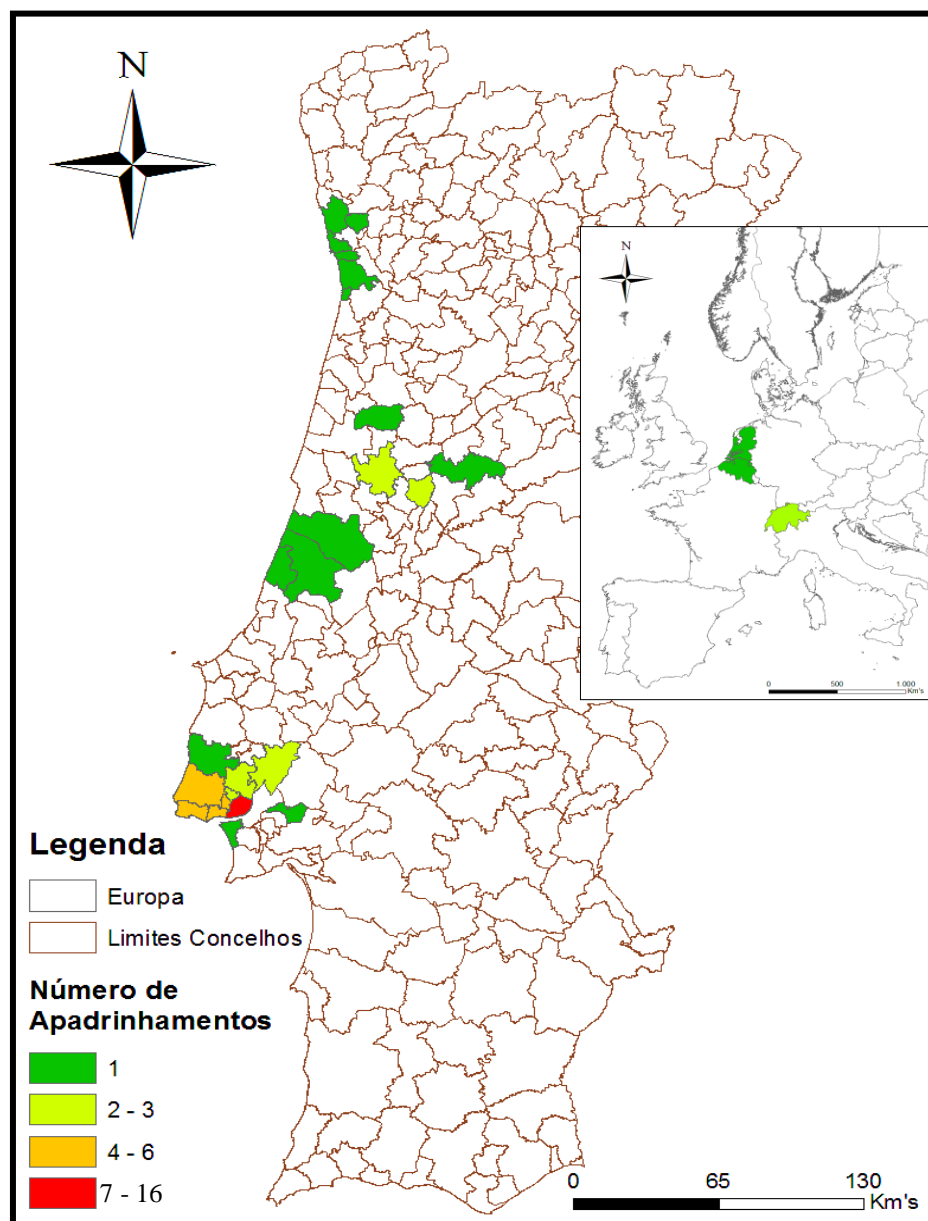 N
N
0 500 1.000
Km's
Legenda
Europa
Limites Concelhos
Número de
Apadrinhamentos
1
2 - 3
4 - 6
7 - 16
0 65 130
Km's